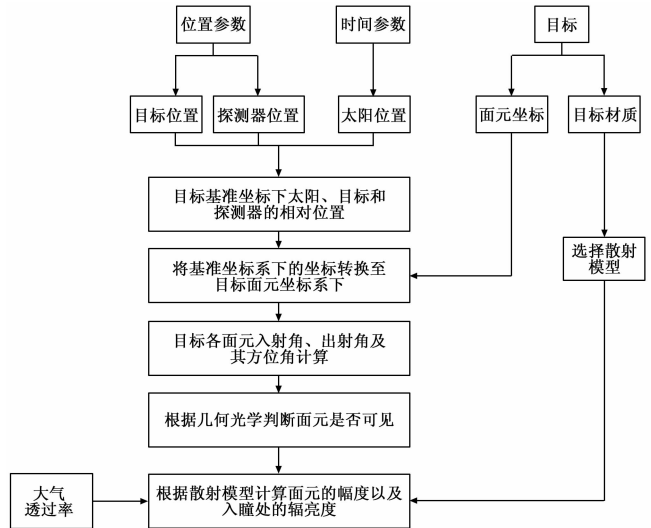 位置参数
时间参数
目标
目标位置
探测器位置
太阳位置
面元坐标
目标材质
目标基准坐标下太阳、目标和
探测器的相对位置
选择散射
模型
将基准坐标系下的坐标转换至
目标面元坐标系下
目标各面元入射角、出射角及
其方位角计算
根据几何光学判断面元是否可见
大气
透过率
根据散射模型计算面元的幅度以及
入瞳处的辐亮度